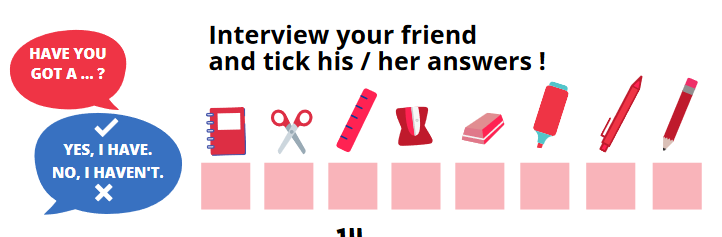 Interview your friend
and tick his / her answers !
HAVE YOU
GOT A ... ?
YES, I HAVE.
NO, I HAVEN'T.